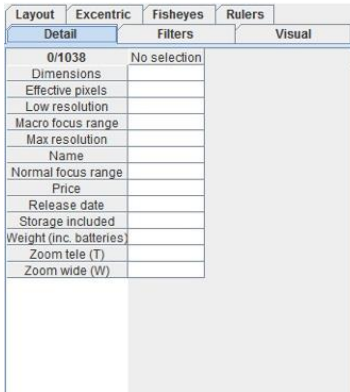 Layout Excentric Fisheyes Rulers
Detail Filters Visual
0/1038 No selection
Dimensions
Effective pixels
Low resolution
Macro focus range
Max resolution
Name
Normal focus range
Price
Release date
Storage included
Weight (inc. batteries)
Zoom tele (T)
Zoom wide (W)